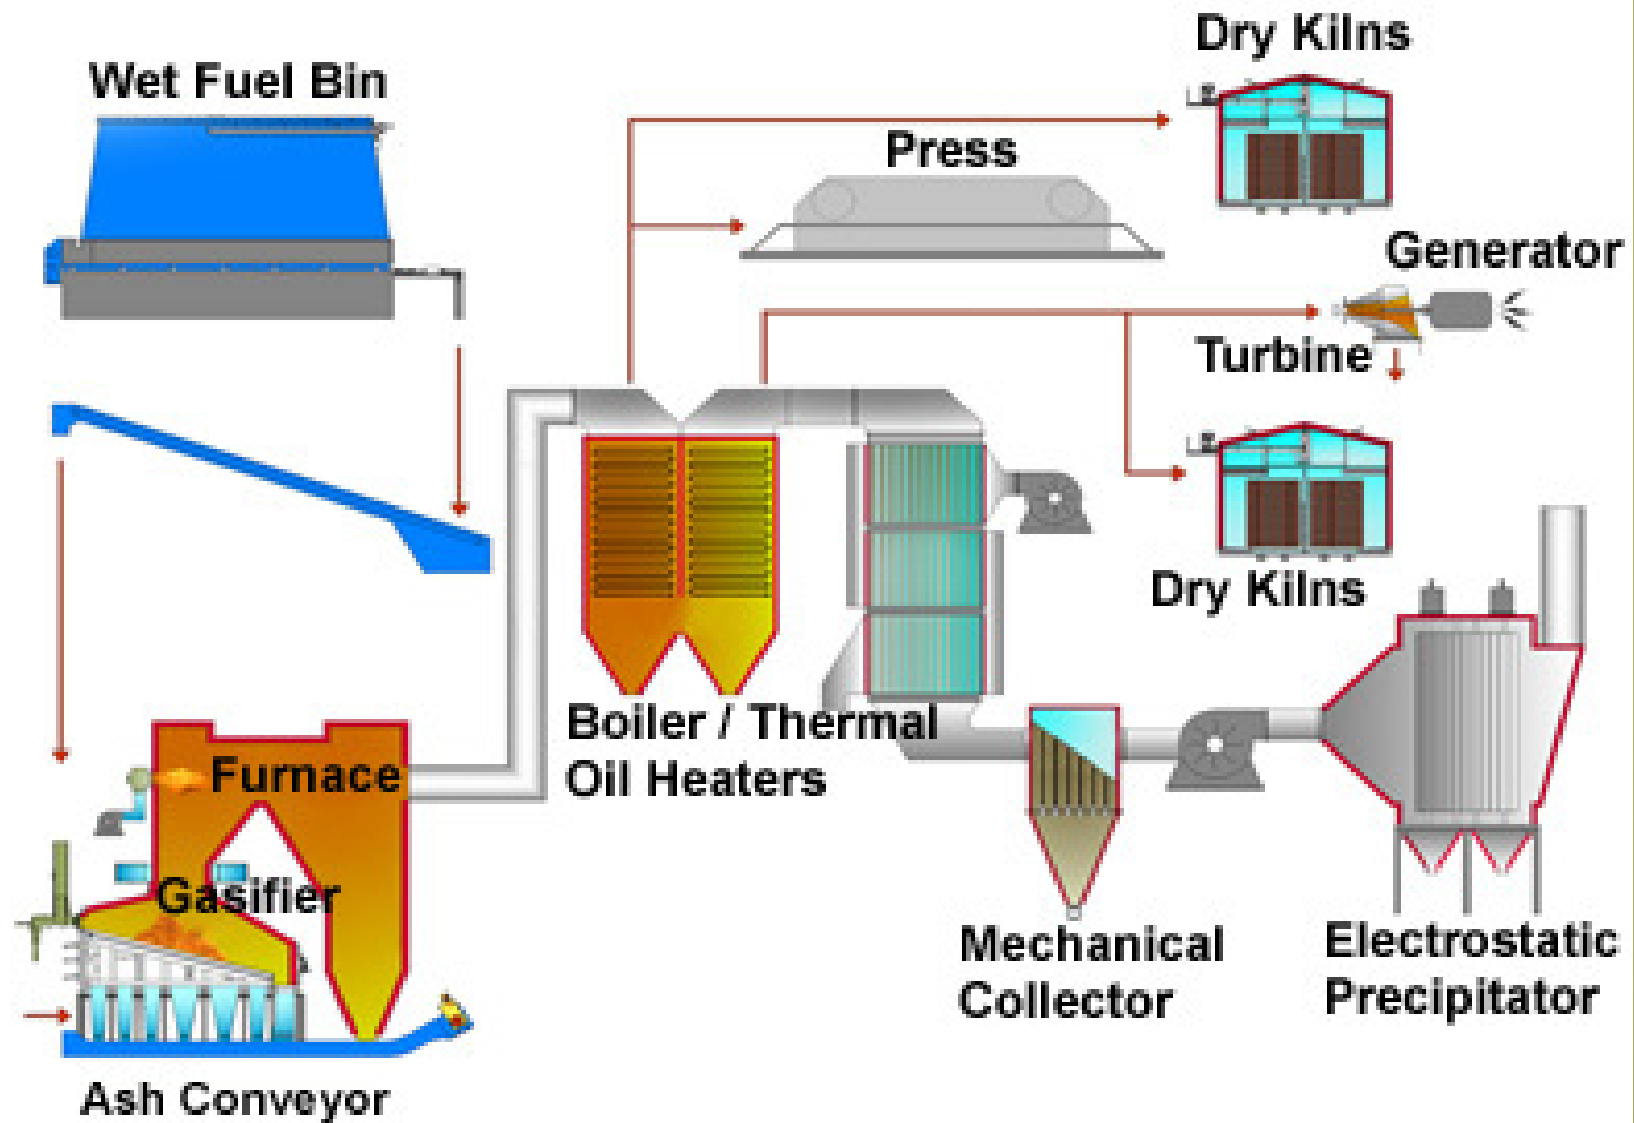 Dry Kilns
Wet Fuel Bin
Press
Generator
Turbine
Dry Kilns
Boiler / Thermal
Oil Heaters
Furnace
Gasifier
Mechanical
Collector
Electrostatic
Precipitator
Ash Conveyor